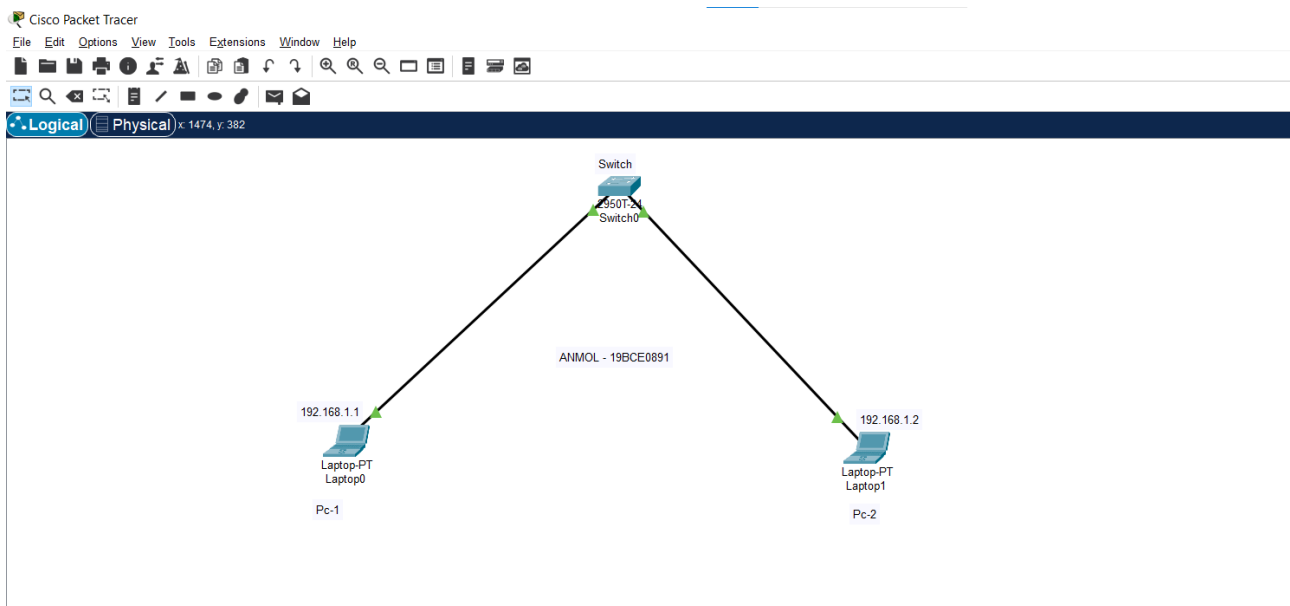 Cisco Packet Tracer
File Edit Options View Tools Extensions Window Help
Logical Physical x: 1474, y: 382
Switch
2950T-24
Switch0
ANMOL - 19BCE0891
192.168.1.1
192.168.1.2
Laptop-PT
Laptop0
Laptop-PT
Laptop1
Pc-1
Pc-2